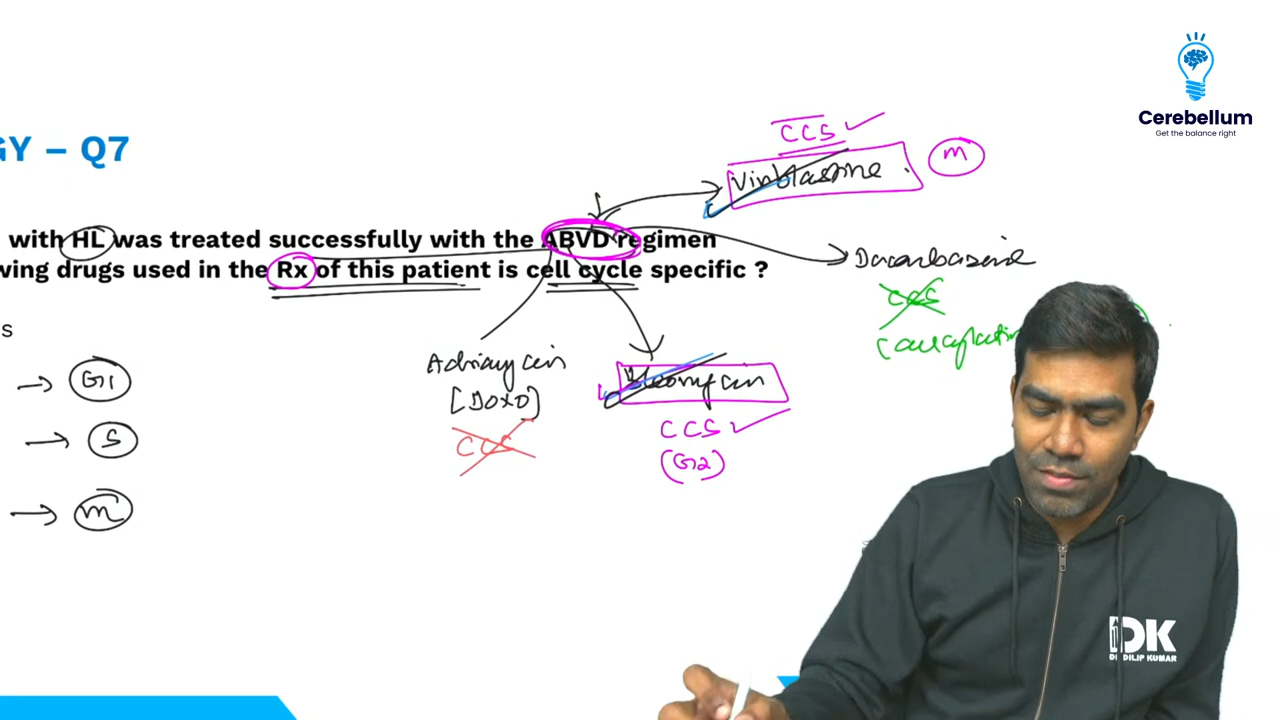 Cerebellum
Get the balance right
GY – Q7
CCS
Vinblastine
m
with HL was treated successfully with the ABVD regimen
wing drugs used in the Rx of this patient is cell cycle specific ?
Dacarbazine
CCS
s
→ G1
→ S
→ m
Adriamycin
[DOXO]
CCS
Bleomycin
CCS
(G2)
DK
DR DILIP KUMAR